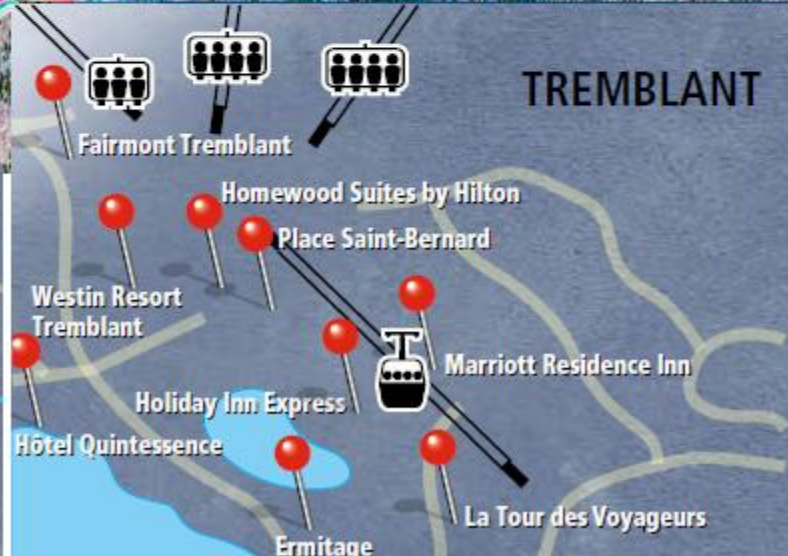 TREMBLANT
Fairmont Tremblant
Homewood Suites by Hilton
Place Saint-Bernard
Westin Resort
Tremblant
Marriott Residence Inn
Holiday Inn Express
Hôtel Quintessence
La Tour des Voyageurs
Ermitage